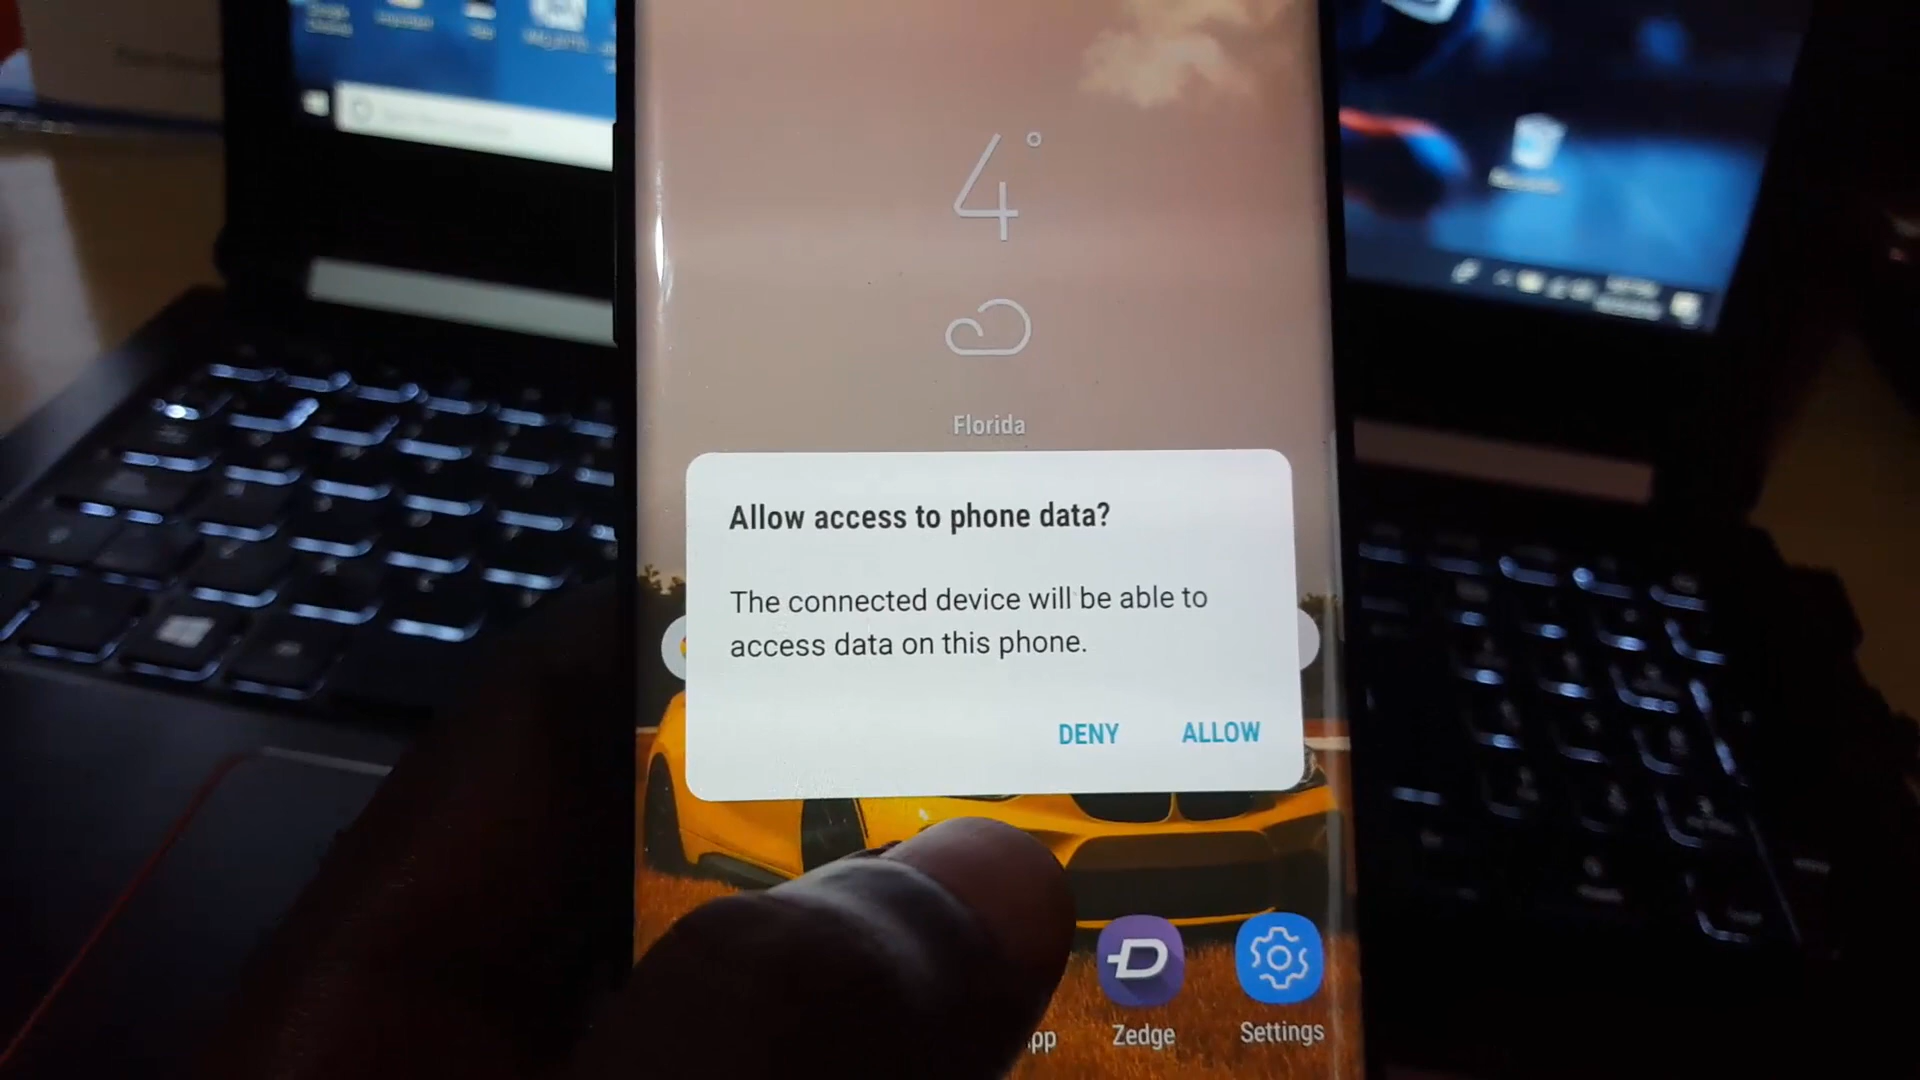 4°
Florida
Allow access to phone data?
The connected device will be able to
access data on this phone.
DENY ALLOW
Zedge
Settings